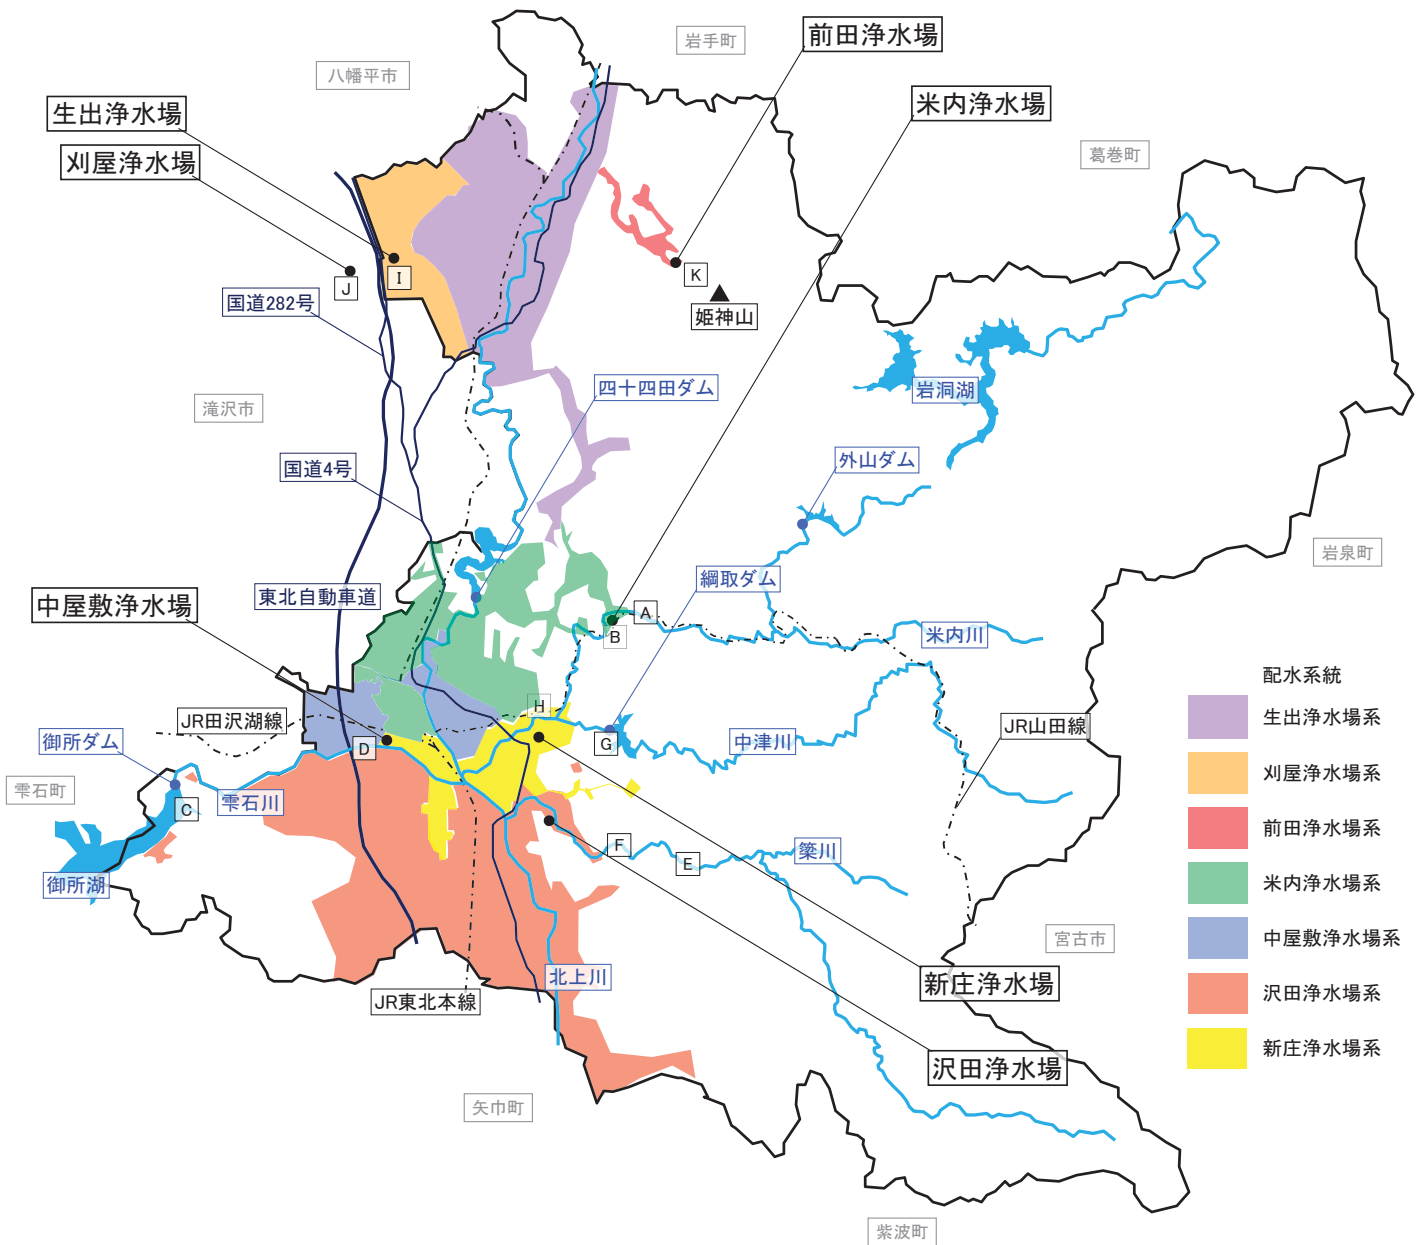 前田浄水場
岩手町
八幡平市
生出浄水場
米内浄水場
刈屋浄水場
葛巻町
I
J
K
国道282号
姫神山
四十四田ダム
岩洞湖
滝沢市
外山ダム
国道4号
岩泉町
綱取ダム
東北自動車道
中屋敷浄水場
A
B
米内川
配水系統
H
生出浄水場系
JR田沢湖線
JR山田線
御所ダム
D
G
中津川
刈屋浄水場系
雫石町
C
雫石川
前田浄水場系
F
E
簗川
御所湖
米内浄水場系
宮古市
中屋敷浄水場系
北上川
新庄浄水場
沢田浄水場系
JR東北本線
新庄浄水場系
沢田浄水場
矢巾町
紫波町